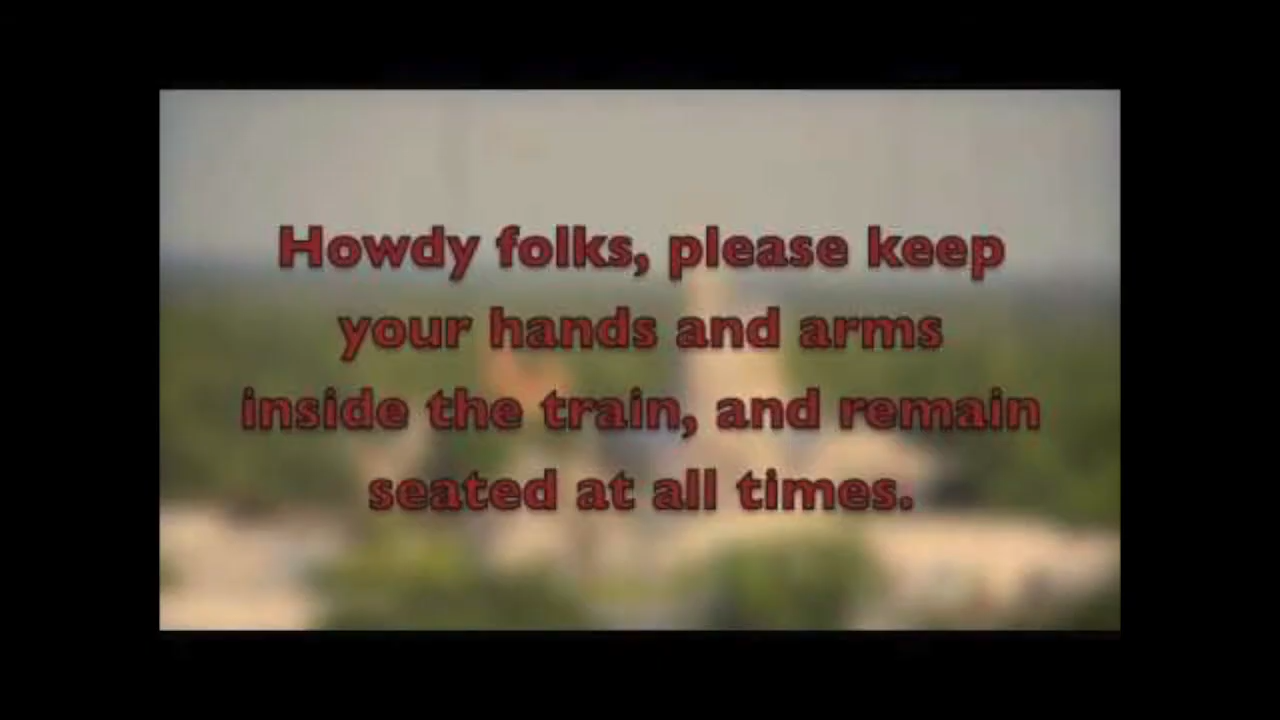 Howdy folks, please keep
your hands and arms
inside the train, and remain
seated at all times.